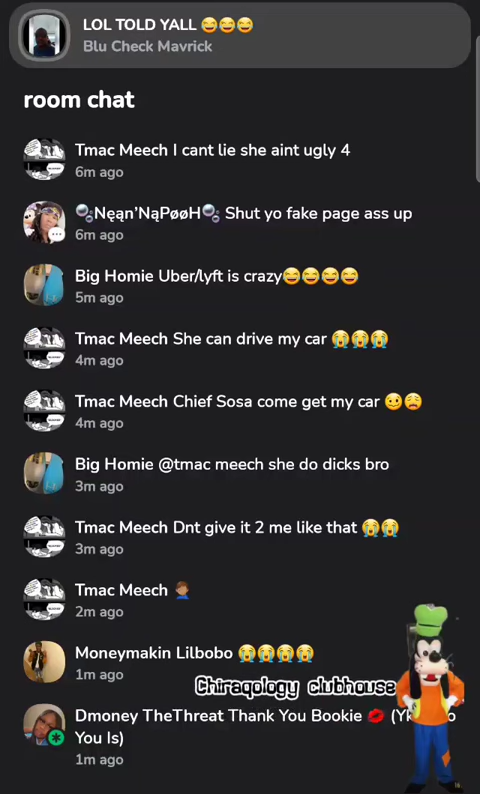 LOL TOLD YALL 😂😂😂
Blu Check Mavrick
room chat
Tmac Meech I cant lie she aint ugly 4
6m ago
🫧Nęąn’NąPøøH🫧 Shut yo fake page ass up
6m ago
Big Homie Uber/lyft is crazy😂😂😂😂
5m ago
Tmac Meech She can drive my car 😭😭😭
4m ago
Tmac Meech Chief Sosa come get my car 🥴😩
4m ago
Big Homie @tmac meech she do dicks bro
3m ago
Tmac Meech Dnt give it 2 me like that 😭😭
3m ago
Tmac Meech 🤦🏽‍♂️
2m ago
Moneymakin Lilbobo 😭😭😭😭
1m ago
Chiraqology clubhouse
Dmoney TheThreat Thank You Bookie 💋
You Is)
1m ago